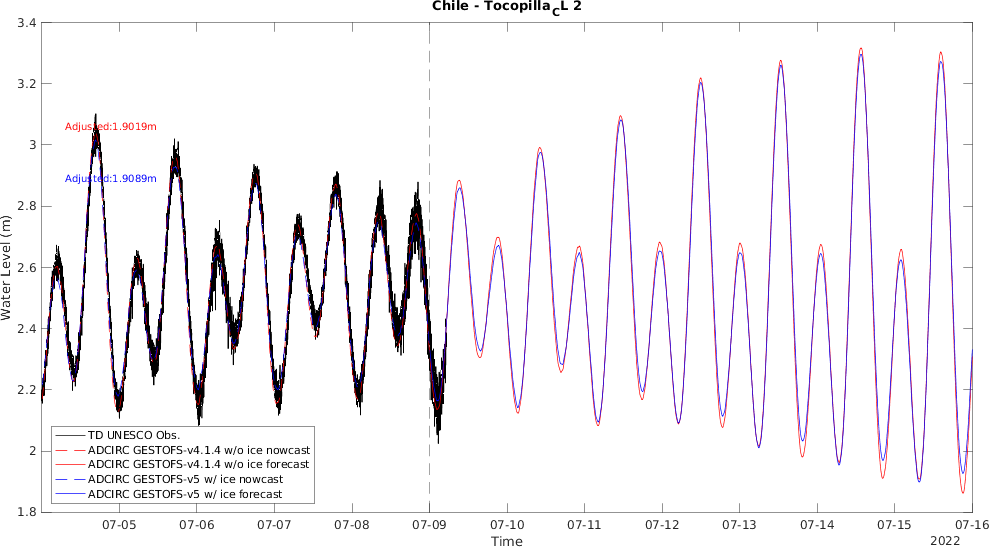 Chile - Tocopilla_CL 2
3.4
3.2
3
2.8
2.6
2.4
2.2
2
1.8
Water Level (m)
Adjusted:1.9019m
Adjusted:1.9089m
TD UNESCO Obs.
ADCIRC GESTOFS-v4.1.4 w/o ice nowcast
ADCIRC GESTOFS-v4.1.4 w/o ice forecast
ADCIRC GESTOFS-v5 w/ ice nowcast
ADCIRC GESTOFS-v5 w/ ice forecast
07-05 07-06 07-07 07-08 07-09 07-10 07-11 07-12 07-13 07-14 07-15 07-16
Time
2022